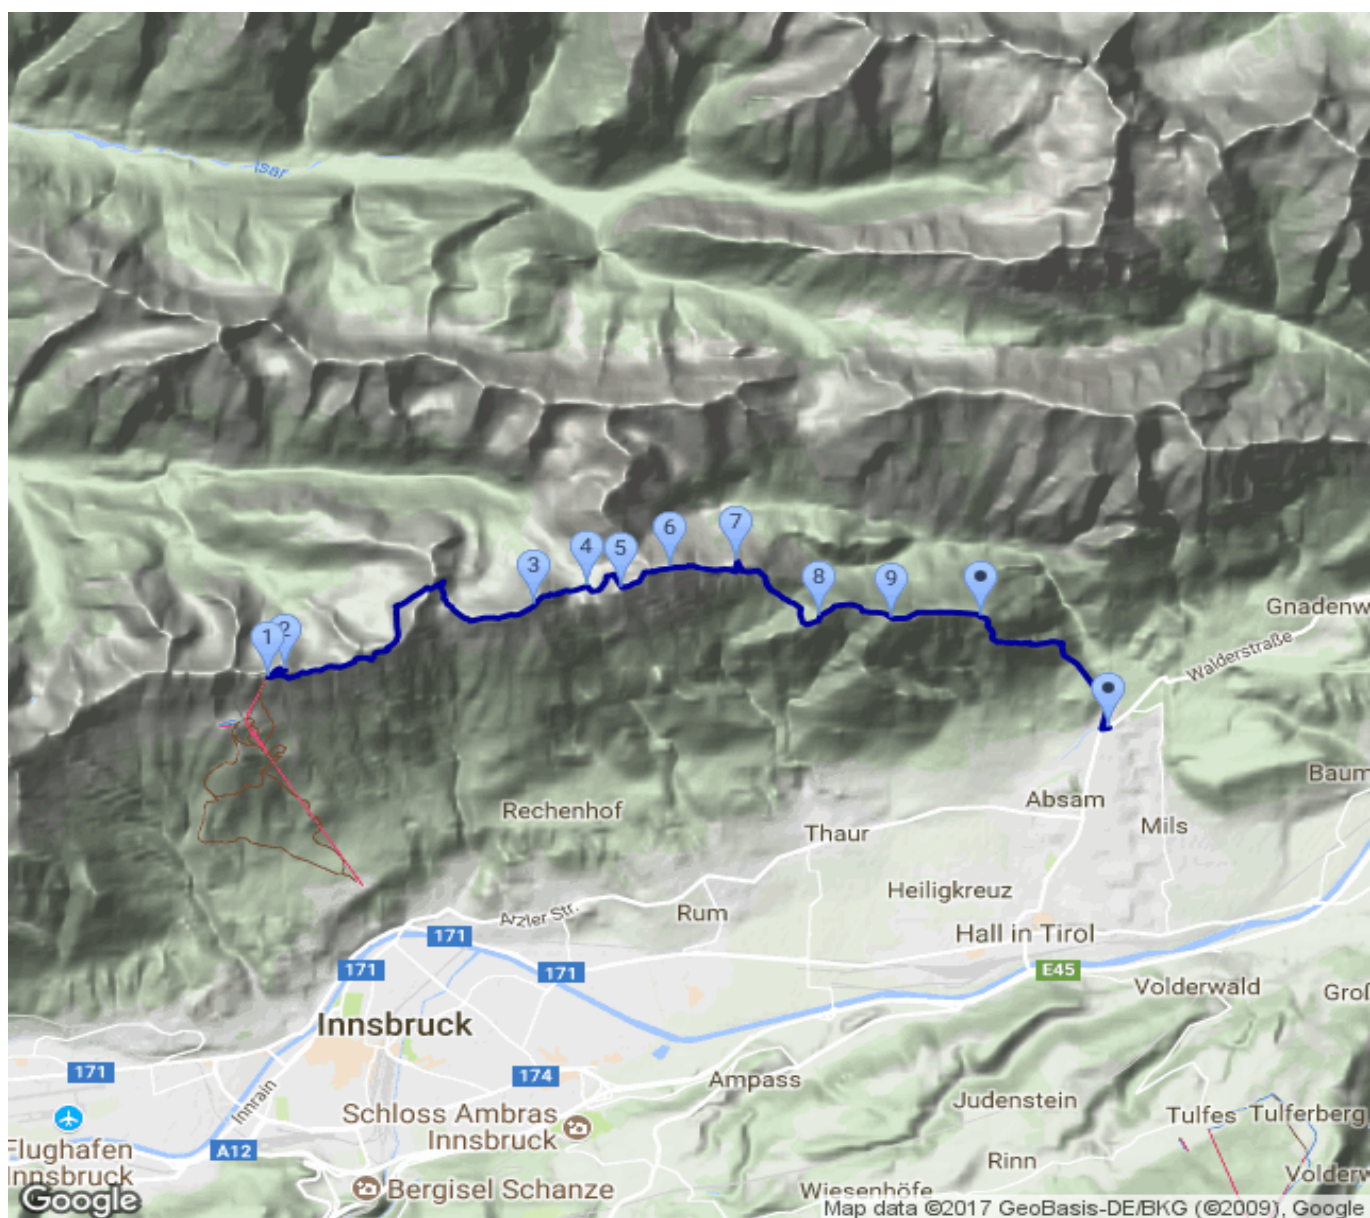 Isar
7
6
4
5
3
8
9
2
1
Gnadenw
Walderstraße
Baum
Absam
Rechenhof
Mils
Thaur
Heiligkreuz
Rum
Arzler Str.
Hall in Tirol
171
171
171
E45
Volderwald
Groß
Innsbruck
171
174
Ampass
Innrain
Judenstein
Schloss Ambras
Innsbruck
Tulfes
Tulferberg
Flughafen
Innsbruck
A12
Rinn
Volderw
Bergisel Schanze
Wiesenhöfe
Google
Map data ©2017 GeoBasis-DE/BKG (©2009), Google